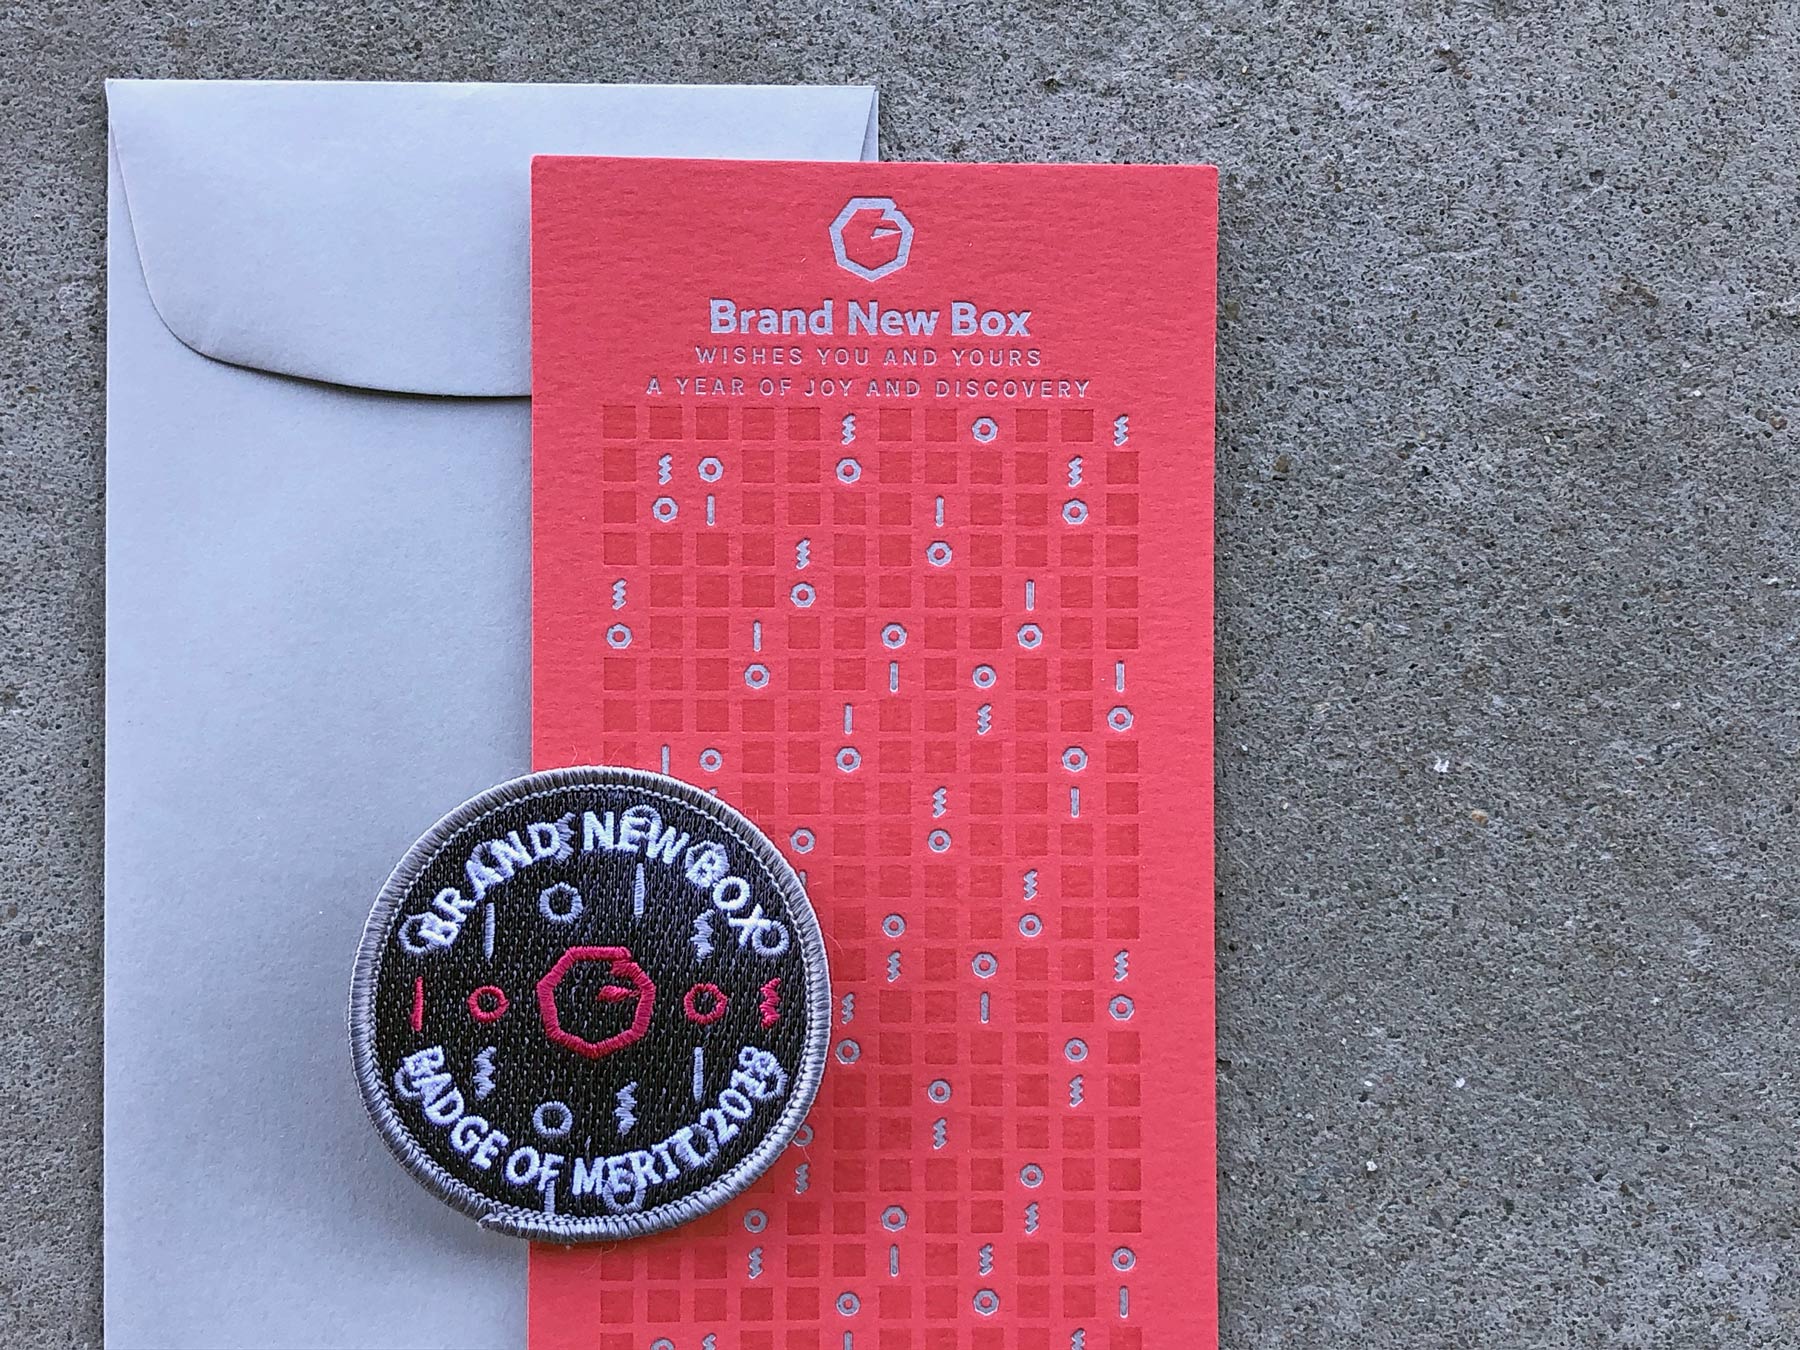 Brand New Box
WISHES YOU AND YOURS
A YEAR OF JOY AND DISCOVERY
BRAND NEW BOX
BADGE OF MERIT 2018